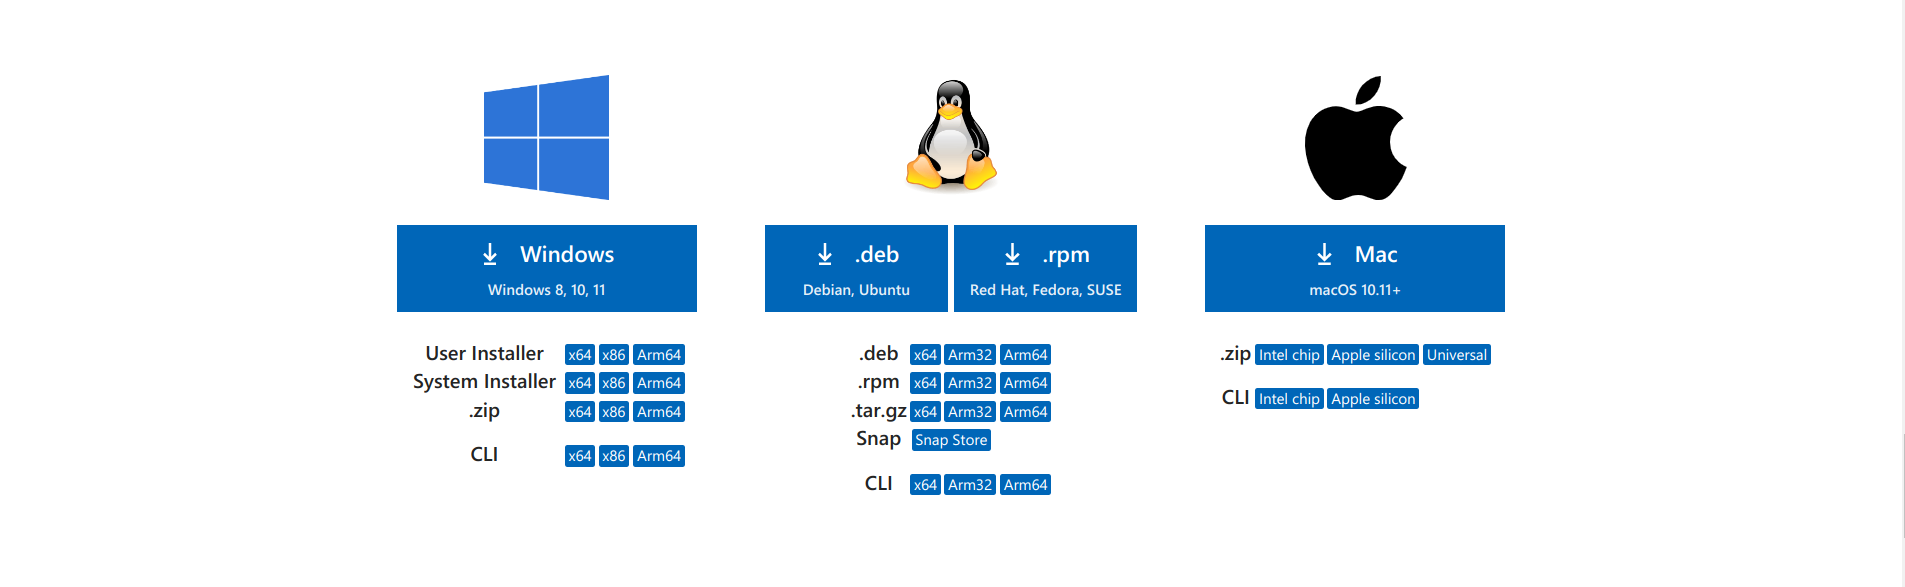 Windows
Windows 8, 10, 11
User Installer x64 x86 Arm64
System Installer x64 x86 Arm64
.zip x64 x86 Arm64
CLI x64 x86 Arm64
.deb
Debian, Ubuntu
.rpm
Red Hat, Fedora, SUSE
.deb x64 Arm32 Arm64
.rpm x64 Arm32 Arm64
.tar.gz x64 Arm32 Arm64
Snap Snap Store
CLI x64 Arm32 Arm64
Mac
macOS 10.11+
.zip Intel chip Apple silicon Universal
CLI Intel chip Apple silicon